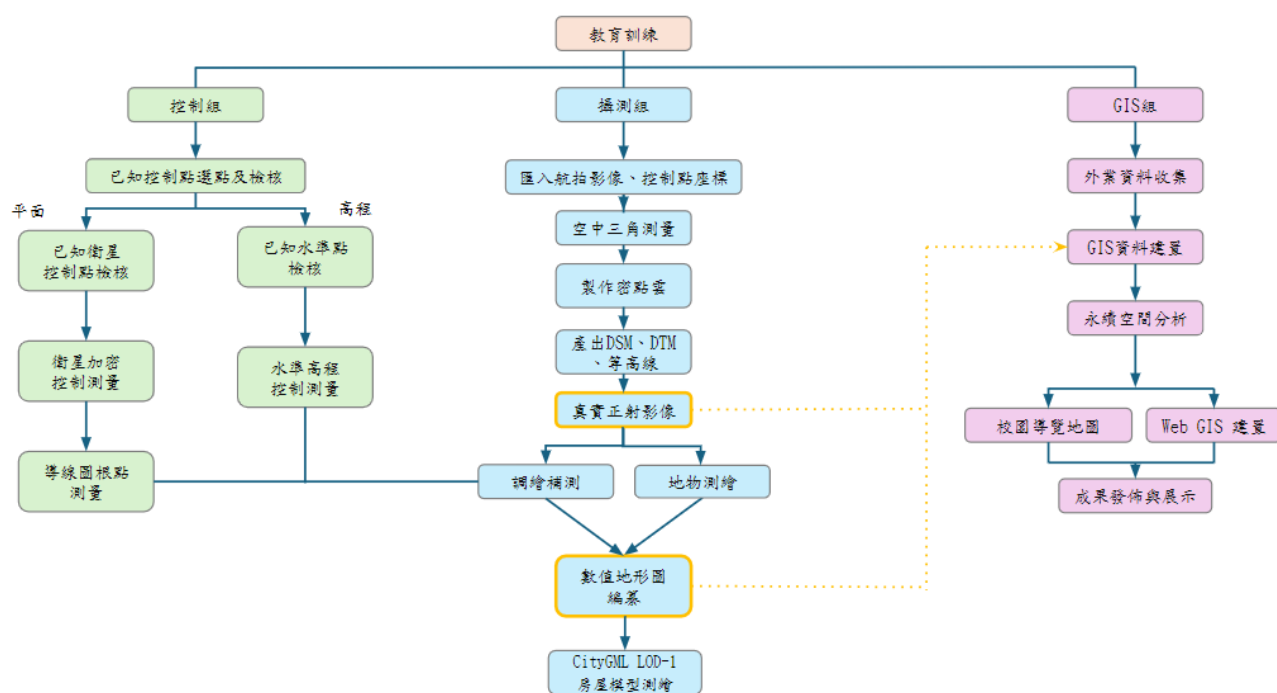 教育訓練
控制組
攝測組
GIS組
已知控制點選點及檢核
匯入航拍影像、控制點座標
外業資料收集
平面
高程
已知衛星
控制點檢核
已知水準點
檢核
空中三角測量
GIS資料建置
製作密點雲
永續空間分析
衛星加密
控制測量
水準高程
控制測量
產出DSM、DTM
、等高線
真實正射影像
校園導覽地圖
Web GIS 建置
導線圖根點
測量
調繪補測
地物測繪
成果發佈與展示
數值地形圖
編纂
CityGML LOD-1
房屋模型測繪